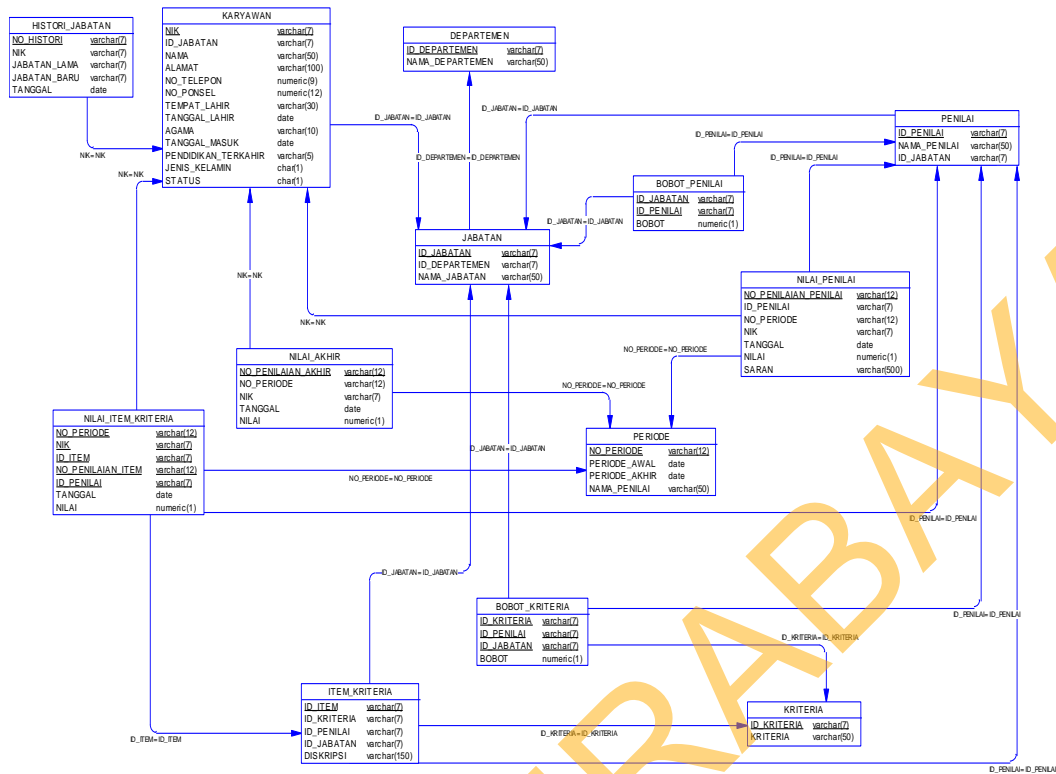 HISTORI_JABATAN
NO_HISTORI varchar(7)
NIK varchar(7)
JABATAN_LAMA varchar(7)
JABATAN_BARU varchar(7)
TANGGAL date
KARYAWAN
NIK varchar(7)
ID_JABATAN varchar(7)
NAMA varchar(50)
ALAMAT varchar(100)
NO_TELEPON numeric(9)
NO_PONSEL numeric(12)
TEMPAT_LAHIR varchar(30)
TANGGAL_LAHIR date
AGAMA varchar(10)
TANGGAL_MASUK date
PENDIDIKAN_TERKAHIR varchar(5)
JENIS_KELAMIN char(1)
STATUS char(1)
DEPARTEMEN
ID_DEPARTEMEN varchar(7)
NAMA_DEPARTEMEN varchar(50)
PENILAI
ID_PENILAI varchar(7)
NAMA_PENILAI varchar(50)
ID_JABATAN varchar(7)
ID_JABATAN = ID_JABATAN
ID_JABATAN = ID_JABATAN
ID_PENILAI = ID_PENILAI
ID_PENILAI = ID_PENILAI
ID_DEPARTEMEN = ID_DEPARTEMEN
NIK = NIK
NIK = NIK
BOBOT_PENILAI
ID_JABATAN varchar(7)
ID_PENILAI varchar(7)
BOBOT numeric(1)
ID_JABATAN = ID_JABATAN
JABATAN
ID_JABATAN varchar(7)
ID_DEPARTEMEN varchar(7)
NAMA_JABATAN varchar(50)
NIK = NIK
NIK = NIK
NILAI_PENILAI
NO_PENILAIAN_PENILAI varchar(12)
ID_PENILAI varchar(7)
NO_PERIODE varchar(12)
NIK varchar(7)
TANGGAL date
NILAI numeric(1)
SARAN varchar(500)
NO_PERIODE = NO_PERIODE
NILAI_AKHIR
NO_PENILAIAN_AKHIR varchar(12)
NO_PERIODE varchar(12)
NIK varchar(7)
TANGGAL date
NILAI numeric(1)
NO_PERIODE = NO_PERIODE
NILAI_ITEM_KRITERIA
NO_PERIODE varchar(12)
NIK varchar(7)
ID_ITEM varchar(7)
NO_PENILAIAN_ITEM varchar(12)
ID_PENILAI varchar(7)
TANGGAL date
NILAI numeric(1)
PERIODE
NO_PERIODE varchar(12)
PERIODE_AWAL date
PERIODE_AKHIR date
NAMA_PENILAI varchar(50)
ID_JABATAN = ID_JABATAN
NO_PERIODE = NO_PERIODE
ID_PENILAI = ID_PENILAI
ID_JABATAN = ID_JABATAN
BOBOT_KRITERIA
ID_KRITERIA varchar(7)
ID_PENILAI varchar(7)
ID_JABATAN varchar(7)
BOBOT numeric(1)
ID_PENILAI = ID_PENILAI
ID_KRITERIA = ID_KRITERIA
ITEM_KRITERIA
ID_ITEM varchar(7)
ID_KRITERIA varchar(7)
ID_PENILAI varchar(7)
ID_JABATAN varchar(7)
DISKRIPSI varchar(150)
KRITERIA
ID_KRITERIA varchar(7)
KRITERIA varchar(50)
ID_ITEM = ID_ITEM
ID_KRITERIA = ID_KRITERIA
ID_PENILAI = ID_PENILAI
RABAYA